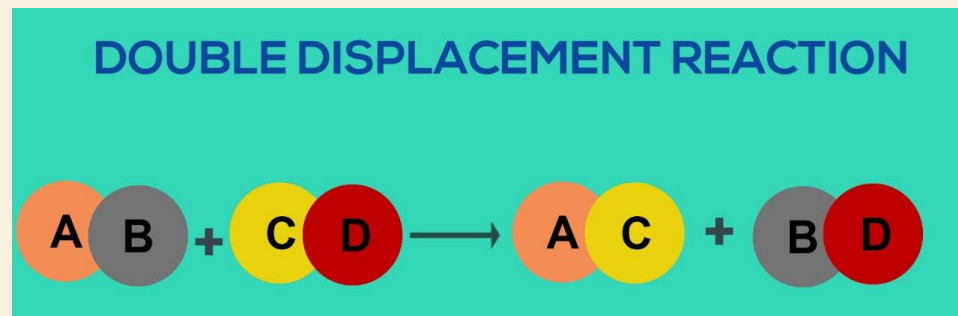 DOUBLE DISPLACEMENT REACTION
A B + C D → A C + B D